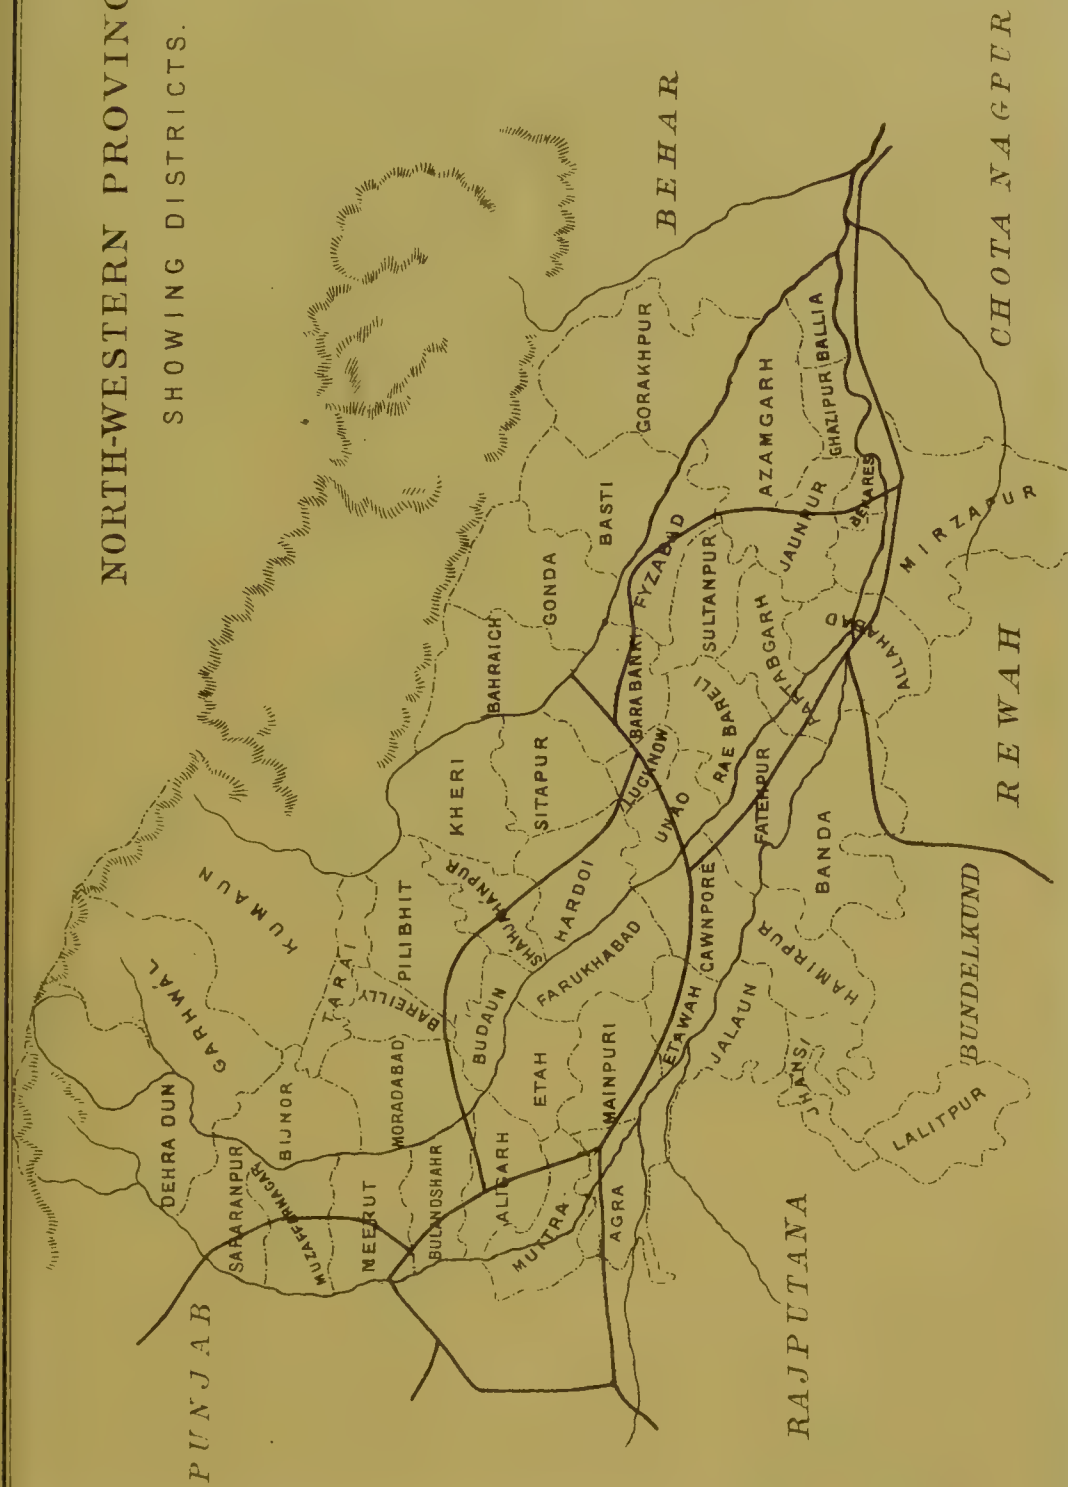 NORTH-WESTERN PROVINC
SHOWING DISTRICTS.
PUNJAB
BEHAR
CHOTA NAGPUR
REWAH
BUNDELKUND
RAJPUTANA
DEHRA DUN
GARHWAL
KUMAUN
SAHARANPUR
MUZAFFARNAGAR
BIJNOR
TARAI
MEERUT
MORADABAD
BAREILLY
PILIBHIT
BULANDSHAHR
BUDAUN
SHAHJAHANPUR
KHERI
BAHRAICH
GONDA
BASTI
GORAKHPUR
ALIGARH
ETAH
FARUKHABAD
HARDOI
SITAPUR
MUTTRA
AGRA
MAINPURI
ETAWAH
CAWNPORE
UNAO
LUCKNOW
BARA BANKI
FYZABAD
RAE BARELI
SULTANPUR
AZAMGARH
JALAUN
HAMIRPUR
FATEHPUR
PARTABGARH
JAUNPUR
GHAZIPUR
BALLIA
BENARES
JHANSI
LALITPUR
BANDA
ALLAHABAD
MIRZAPUR